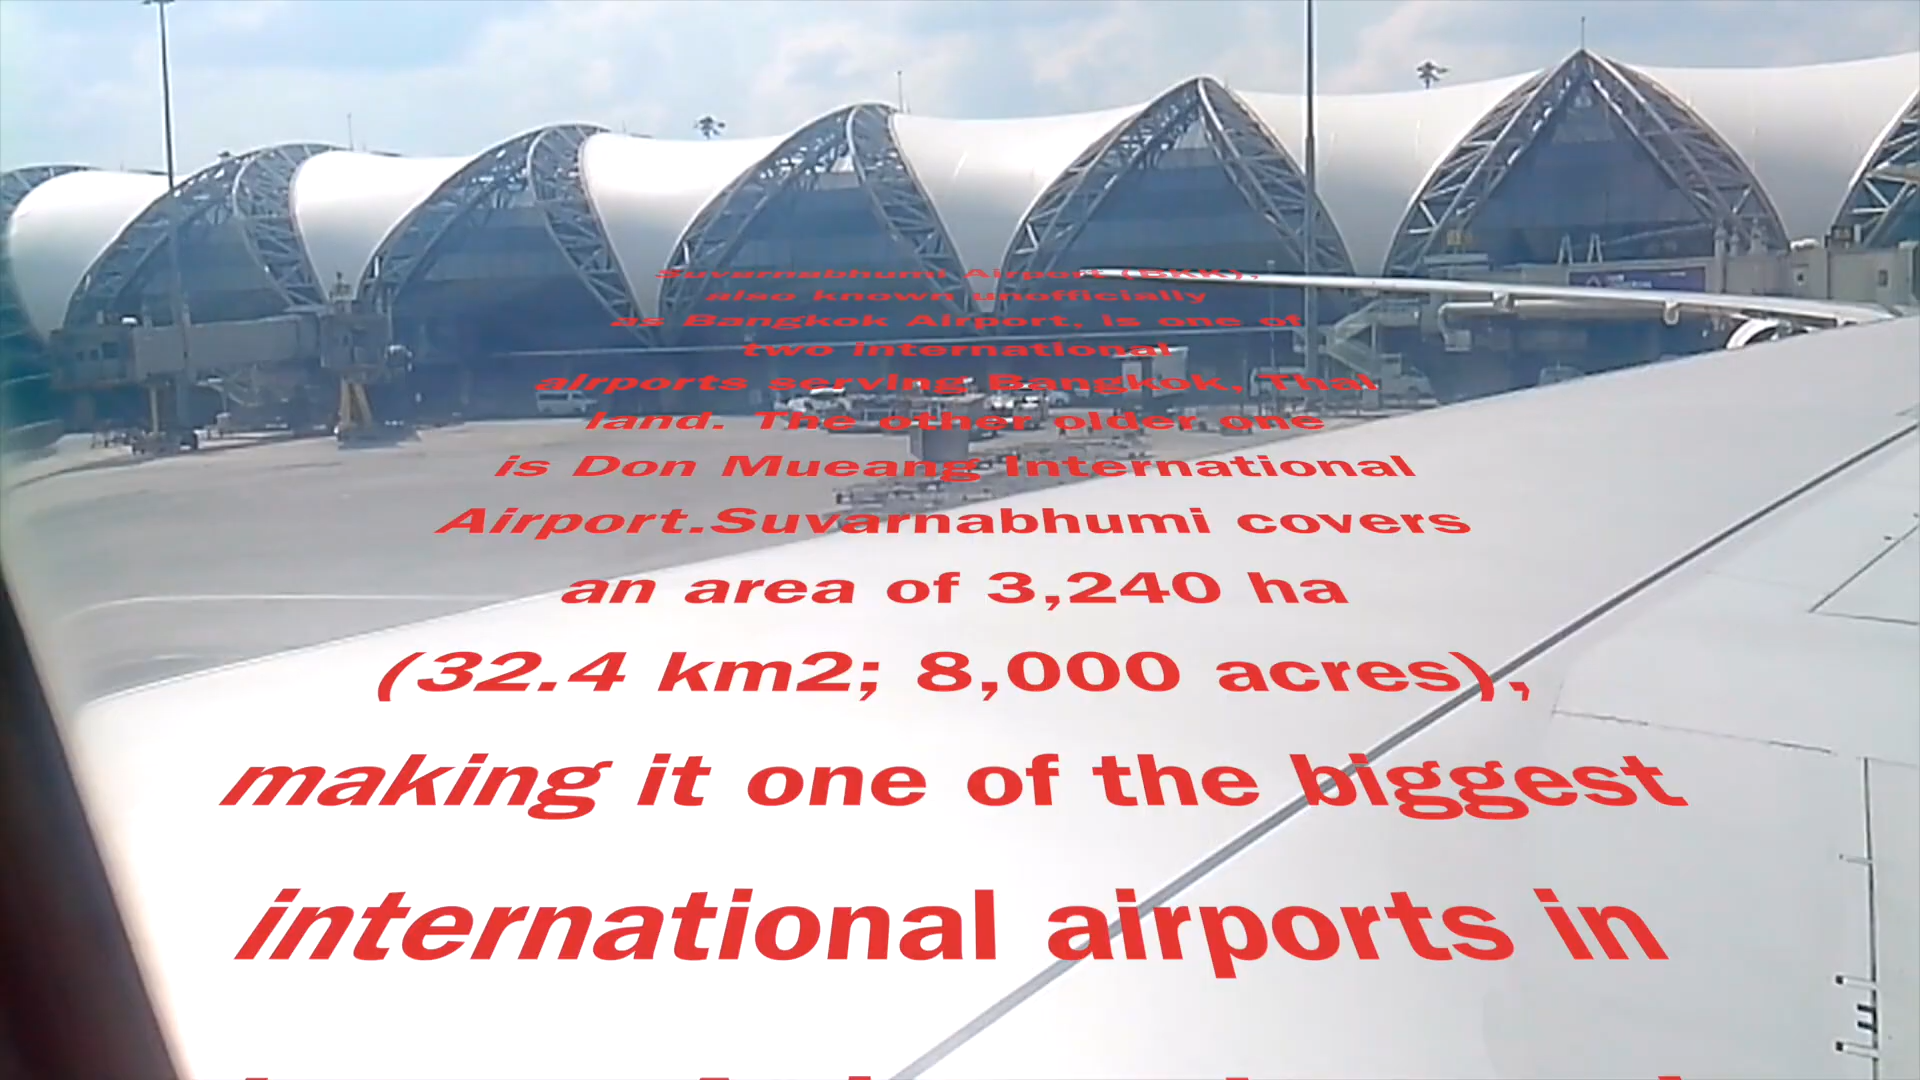 Suvarnabhumi Airport (BKK),
also known unofficially
as Bangkok Airport, is one of
two international
airports serving Bangkok, Thai
land. The other older one
is Don Mueang International
Airport.Suvarnabhumi covers
an area of 3,240 ha
(32.4 km2; 8,000 acres),
making it one of the biggest
international airports in